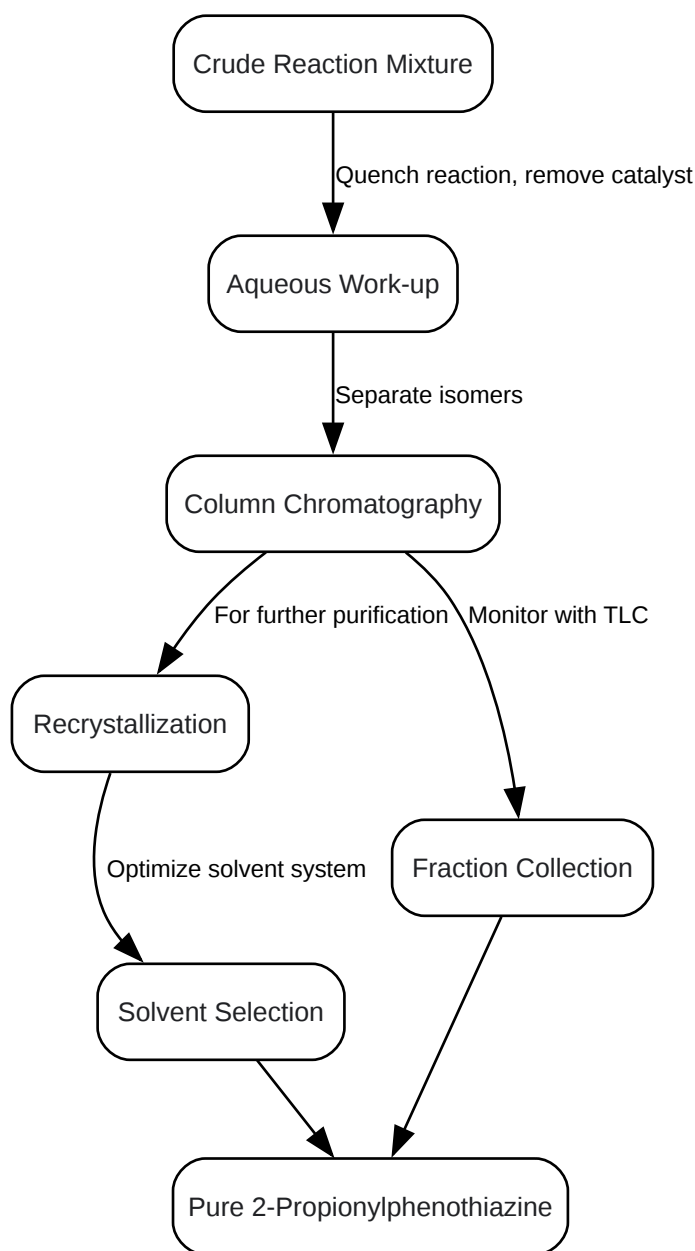 Crude Reaction Mixture
Quench reaction, remove catalyst
Aqueous Work-up
Separate isomers
Column Chromatography
For further purification
Monitor with TLC
Recrystallization
Optimize solvent system
Fraction Collection
Solvent Selection
Pure 2-Propionylphenothiazine